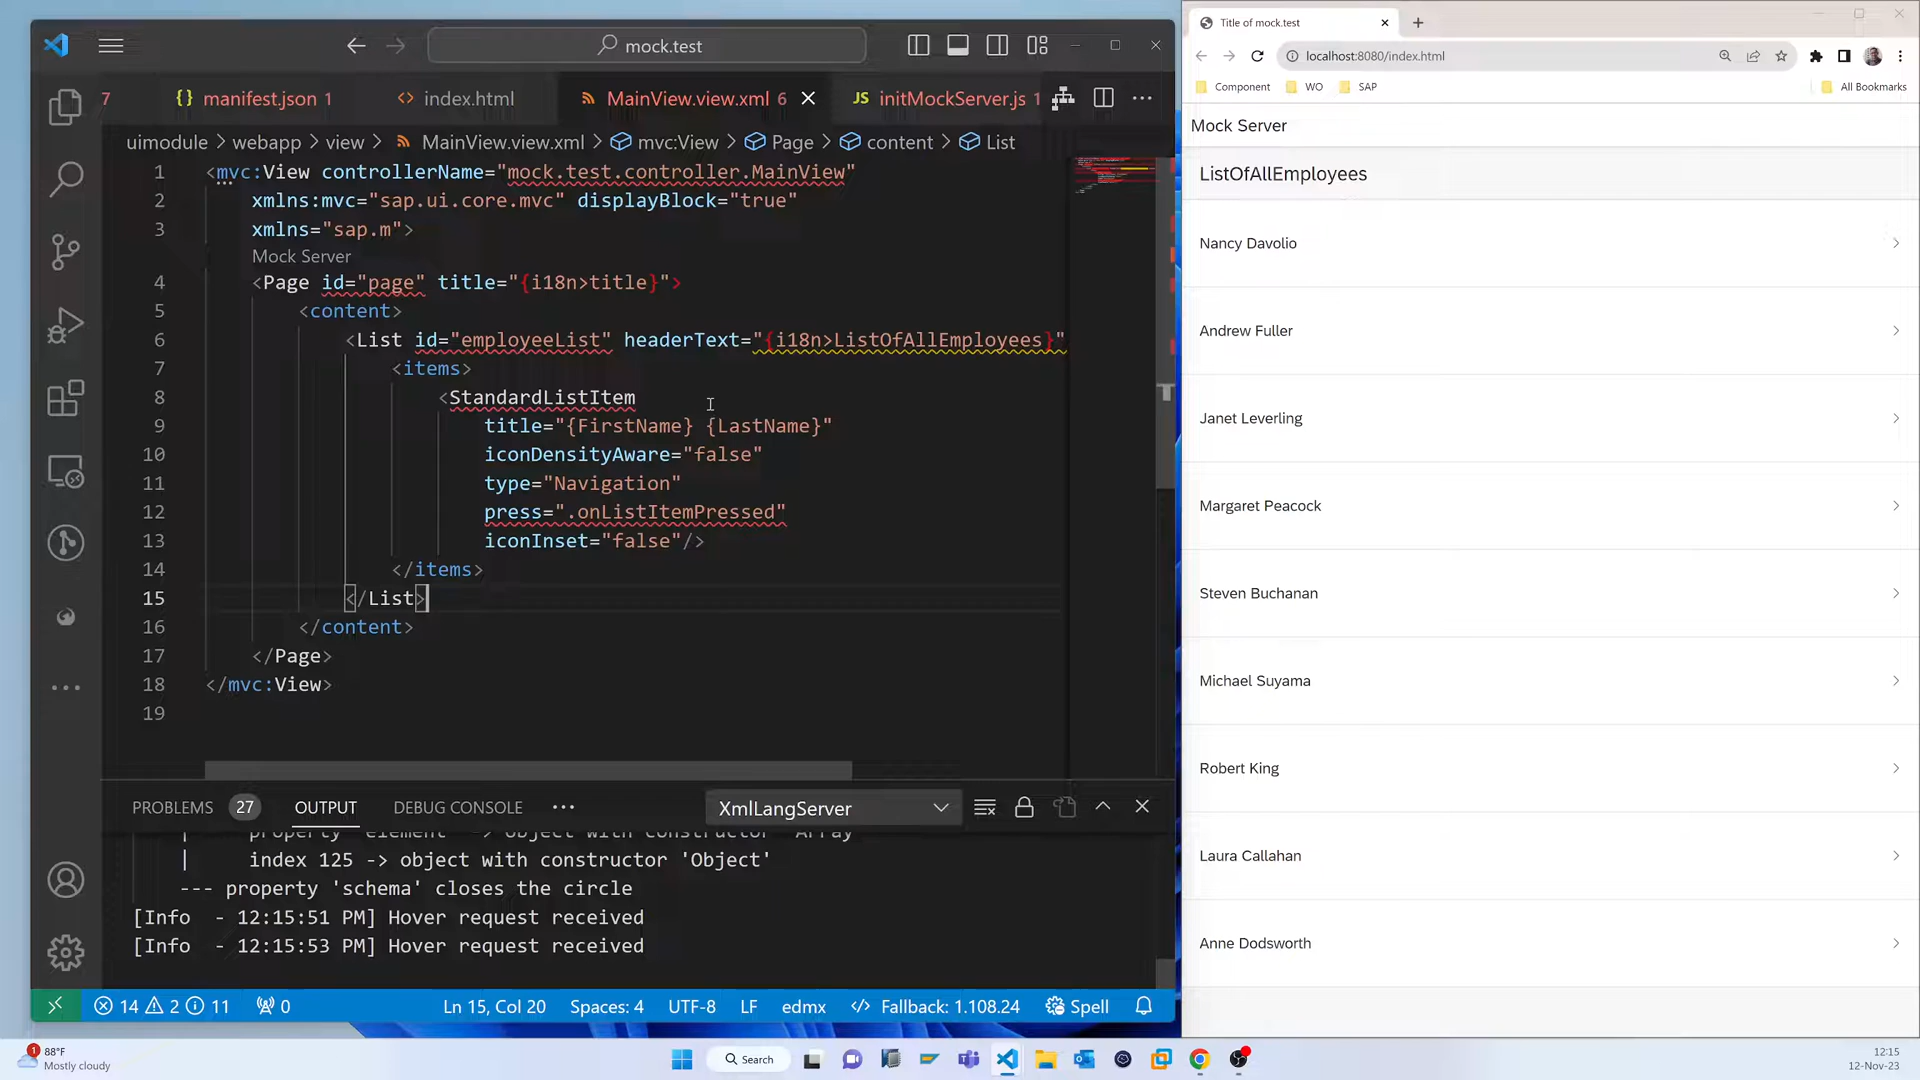 mock.test
7
{} manifest.json 1
<> index.html
MainView.view.xml 6
JS initMockServer.js 1
uimodule > webapp > view > MainView.view.xml > mvc:View > Page > content > List
1 <mvc:View controllerName="mock.test.controller.MainView"
2 xmlns:mvc="sap.ui.core.mvc" displayBlock="true"
3 xmlns="sap.m">
Mock Server
4 <Page id="page" title="{i18n>title}">
5 <content>
6 <List id="employeeList" headerText="{i18n>ListOfAllEmployees}"
7 <items>
8 <StandardListItem
9 title="{FirstName} {LastName}"
10 iconDensityAware="false"
11 type="Navigation"
12 press=".onListItemPressed"
13 iconInset="false"/>
14 </items>
15 </List>
16 </content>
17 </Page>
18 </mvc:View>
19
PROBLEMS 27 OUTPUT DEBUG CONSOLE
XmlLangServer
| property 'element' -> object with constructor 'Array'
| index 125 -> object with constructor 'Object'
--- property 'schema' closes the circle
[Info - 12:15:51 PM] Hover request received
[Info - 12:15:53 PM] Hover request received
14 2 11 0
Ln 15, Col 20 Spaces: 4 UTF-8 LF edmx </> Fallback: 1.108.24 Spell
Title of mock.test
localhost:8080/index.html
Component WO SAP All Bookmarks
Mock Server
ListOfAllEmployees
Nancy Davolio
Andrew Fuller
Janet Leverling
Margaret Peacock
Steven Buchanan
Michael Suyama
Robert King
Laura Callahan
Anne Dodsworth
1
88°F
Mostly cloudy
Search
12:15
12-Nov-23